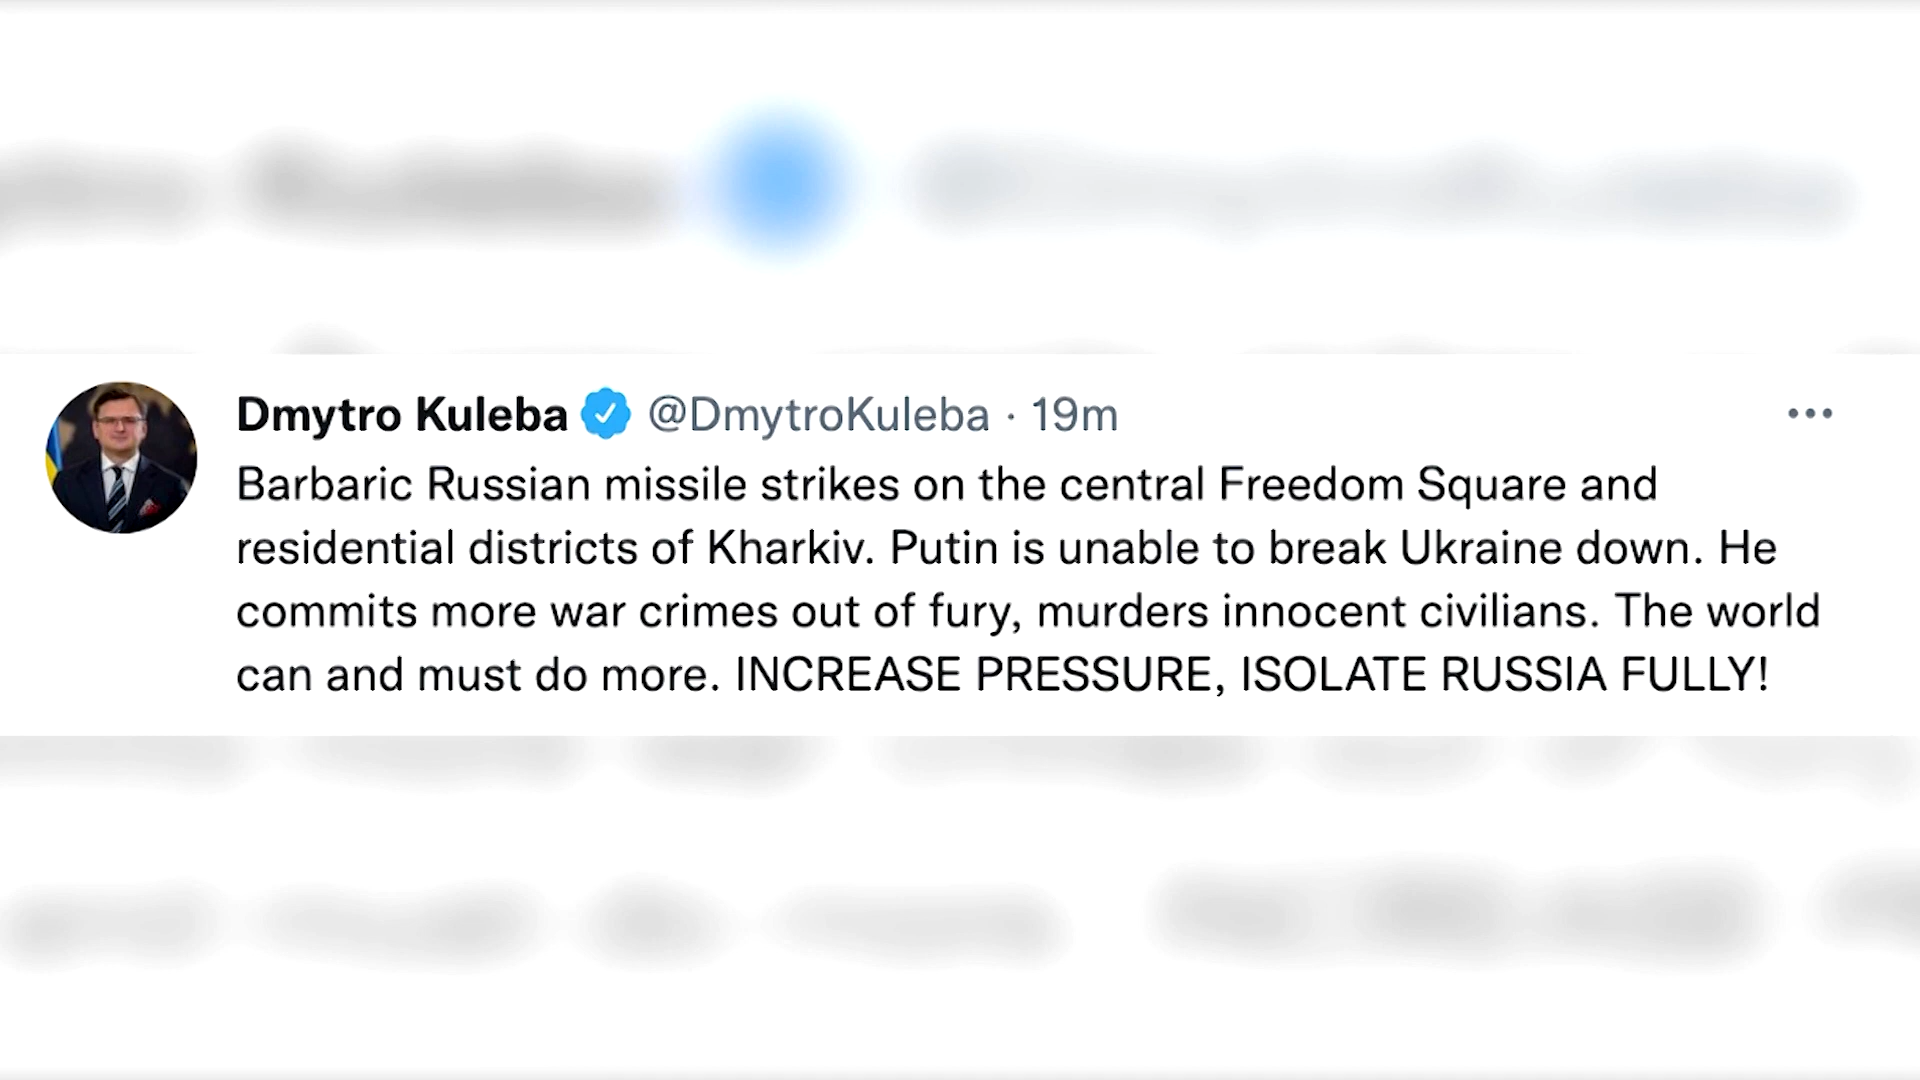 Dmytro Kuleba @DmytroKuleba · 19m
Barbaric Russian missile strikes on the central Freedom Square and
residential districts of Kharkiv. Putin is unable to break Ukraine down. He
commits more war crimes out of fury, murders innocent civilians. The world
can and must do more. INCREASE PRESSURE, ISOLATE RUSSIA FULLY!